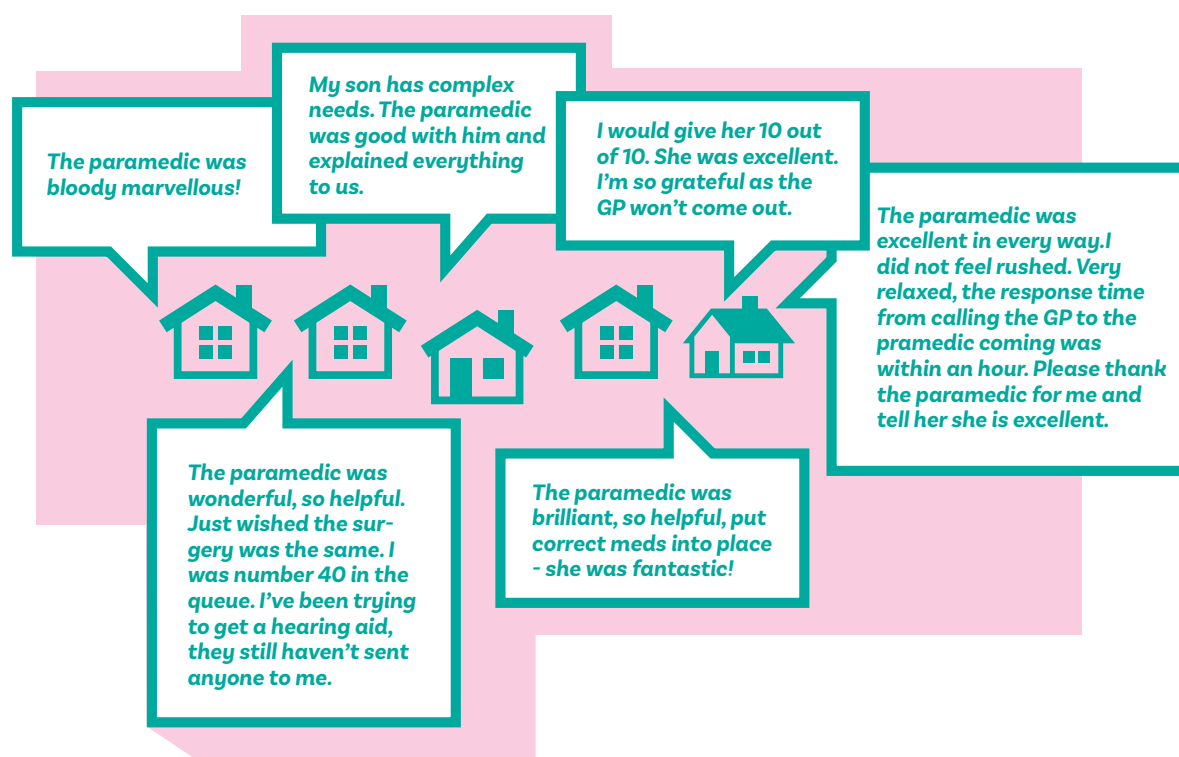 The paramedic was
bloody marvellous!
My son has complex
needs. The paramedic
was good with him and
explained everything
to us.
I would give her 10 out
of 10. She was excellent.
I'm so grateful as the
GP won't come out.
The paramedic was
excellent in every way.I
did not feel rushed. Very
relaxed, the response time
from calling the GP to the
pramedic coming was
within an hour. Please thank
the paramedic for me and
tell her she is excellent.
The paramedic was
wonderful, so helpful.
Just wished the sur-
gery was the same. I
was number 40 in the
queue. I've been trying
to get a hearing aid,
they still haven't sent
anyone to me.
The paramedic was
brilliant, so helpful, put
correct meds into place
- she was fantastic!